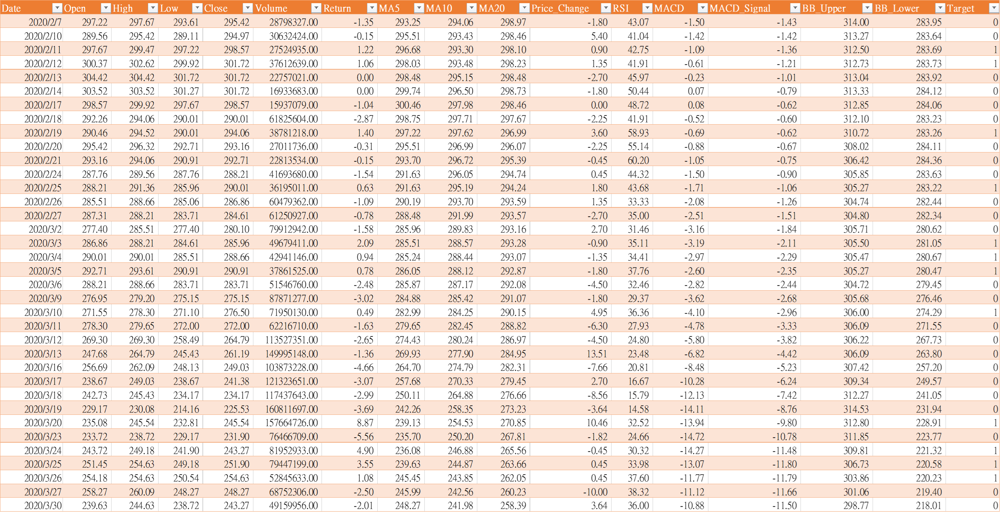 Date Open High Low Close Volume Return MA5 MA10 MA20 Price_Change RSI MACD MACD_Signal BB_Upper BB_Lower Target
2020/2/7 297.22 297.67 293.61 295.42 28798327.00 -1.35 293.25 294.06 298.97 -1.80 43.07 -1.50 -1.43 314.00 283.95 0
2020/2/10 289.56 295.42 289.11 294.97 30632424.00 -0.15 295.51 293.43 298.46 5.40 41.04 -1.42 -1.42 313.27 283.64 0
2020/2/11 297.67 299.47 297.22 298.57 27524935.00 1.22 296.68 293.30 298.10 0.90 42.75 -1.09 -1.36 312.50 283.69 1
2020/2/12 300.37 302.62 299.92 301.72 37612639.00 1.06 298.03 293.48 298.23 1.35 41.91 -0.61 -1.21 312.73 283.73 1
2020/2/13 304.42 304.42 301.72 301.72 22757021.00 0.00 298.48 295.15 298.48 -2.70 45.97 -0.23 -1.01 313.04 283.92 0
2020/2/14 303.52 303.52 301.27 301.72 16933683.00 0.00 299.74 296.50 298.73 -1.80 50.44 0.07 -0.79 313.33 284.12 0
2020/2/17 298.57 299.92 297.67 298.57 15937079.00 -1.04 300.46 297.98 298.46 0.00 48.72 0.08 -0.62 312.85 284.06 0
2020/2/18 292.26 294.06 290.01 290.01 61825604.00 -2.87 298.75 297.71 297.67 -2.25 41.91 -0.52 -0.60 312.10 283.23 0
2020/2/19 290.46 294.52 290.01 294.06 38781218.00 1.40 297.22 297.62 296.99 3.60 58.93 -0.69 -0.62 310.72 283.26 1
2020/2/20 295.42 296.32 292.71 293.16 27011736.00 -0.31 295.51 296.99 296.07 -2.25 55.14 -0.88 -0.67 308.02 284.11 0
2020/2/21 293.16 294.06 290.91 292.71 22813534.00 -0.15 293.70 296.72 295.39 -0.45 60.20 -1.05 -0.75 306.42 284.36 0
2020/2/24 287.76 289.56 287.76 288.21 41693680.00 -1.54 291.63 296.05 294.74 0.45 44.32 -1.50 -0.90 305.85 283.63 0
2020/2/25 288.21 291.36 285.96 290.01 36195011.00 0.63 291.63 295.19 294.24 1.80 43.68 -1.71 -1.06 305.27 283.22 1
2020/2/26 285.51 288.66 285.06 286.86 60479362.00 -1.09 290.19 293.70 293.59 1.35 33.33 -2.08 -1.26 304.74 282.44 0
2020/2/27 287.31 288.21 283.71 284.61 61250927.00 -0.78 288.48 291.99 293.57 -2.70 35.00 -2.51 -1.51 304.80 282.34 0
2020/3/2 277.40 285.51 277.40 280.10 79912942.00 -1.58 285.96 289.83 293.16 2.70 31.46 -3.16 -1.84 305.71 280.62 0
2020/3/3 286.86 288.21 284.61 285.96 49679411.00 2.09 285.51 288.57 293.28 -0.90 35.11 -3.19 -2.11 305.50 281.05 1
2020/3/4 290.01 290.01 285.51 288.66 42941146.00 0.94 285.24 288.44 293.07 -1.35 34.41 -2.97 -2.29 305.47 280.67 1
2020/3/5 292.71 293.61 290.91 290.91 37861525.00 0.78 286.05 288.12 292.87 -1.80 37.76 -2.60 -2.35 305.27 280.47 1
2020/3/6 288.21 288.66 283.71 283.71 51546760.00 -2.48 285.87 287.17 292.08 -4.50 32.46 -2.82 -2.44 304.72 279.45 0
2020/3/9 276.95 279.20 275.15 275.15 87871277.00 -3.02 284.88 285.42 291.07 -1.80 29.37 -3.62 -2.68 305.68 276.46 0
2020/3/10 271.55 278.30 271.10 276.50 71950130.00 0.49 282.99 284.25 290.15 4.95 36.36 -4.10 -2.96 306.00 274.29 1
2020/3/11 278.30 279.65 272.00 272.00 62216710.00 -1.63 279.65 282.45 288.82 -6.30 27.93 -4.78 -3.33 306.09 271.55 0
2020/3/12 269.30 269.30 258.49 264.79 113527351.00 -2.65 274.43 280.24 286.97 -4.50 24.80 -5.80 -3.82 306.22 267.73 0
2020/3/13 247.68 264.79 245.43 261.19 149995148.00 -1.36 269.93 277.90 284.95 13.51 23.48 -6.82 -4.42 306.09 263.80 0
2020/3/16 256.69 262.09 248.13 249.03 103873228.00 -4.66 264.70 274.79 282.31 -7.66 20.81 -8.48 -5.23 307.42 257.20 0
2020/3/17 238.67 249.03 238.67 241.38 121323651.00 -3.07 257.68 270.33 279.45 2.70 16.67 -10.28 -6.24 309.34 249.57 0
2020/3/18 242.73 245.43 234.17 234.17 117437643.00 -2.99 250.11 264.88 276.66 -8.56 15.79 -12.13 -7.42 312.27 241.05 0
2020/3/19 229.17 230.08 214.16 225.53 160811697.00 -3.69 242.26 258.35 273.23 -3.64 14.58 -14.11 -8.76 314.53 231.94 0
2020/3/20 235.08 245.54 232.81 245.54 157664726.00 8.87 239.13 254.53 270.85 10.46 32.52 -13.94 -9.80 312.80 228.91 1
2020/3/23 233.72 238.72 229.17 231.90 76466709.00 -5.56 235.70 250.20 267.81 -1.82 24.66 -14.72 -10.78 311.85 223.77 0
2020/3/24 243.72 249.18 241.90 243.27 81952933.00 4.90 236.08 246.88 265.56 -0.45 30.32 -14.27 -11.48 309.81 221.32 1
2020/3/25 251.45 254.63 249.18 251.90 79447199.00 3.55 239.63 244.87 263.66 0.45 33.98 -13.07 -11.80 306.73 220.58 1
2020/3/26 254.18 254.63 250.54 254.63 52845633.00 1.08 245.45 243.85 262.05 0.45 37.60 -11.77 -11.79 303.86 220.23 1
2020/3/27 258.27 260.09 248.27 248.27 68752306.00 -2.50 245.99 242.56 260.23 -10.00 38.32 -11.12 -11.66 301.06 219.40 0
2020/3/30 239.63 244.63 238.72 243.27 49159956.00 -2.01 248.27 241.98 258.39 3.64 36.00 -10.88 -11.50 298.77 218.01 0